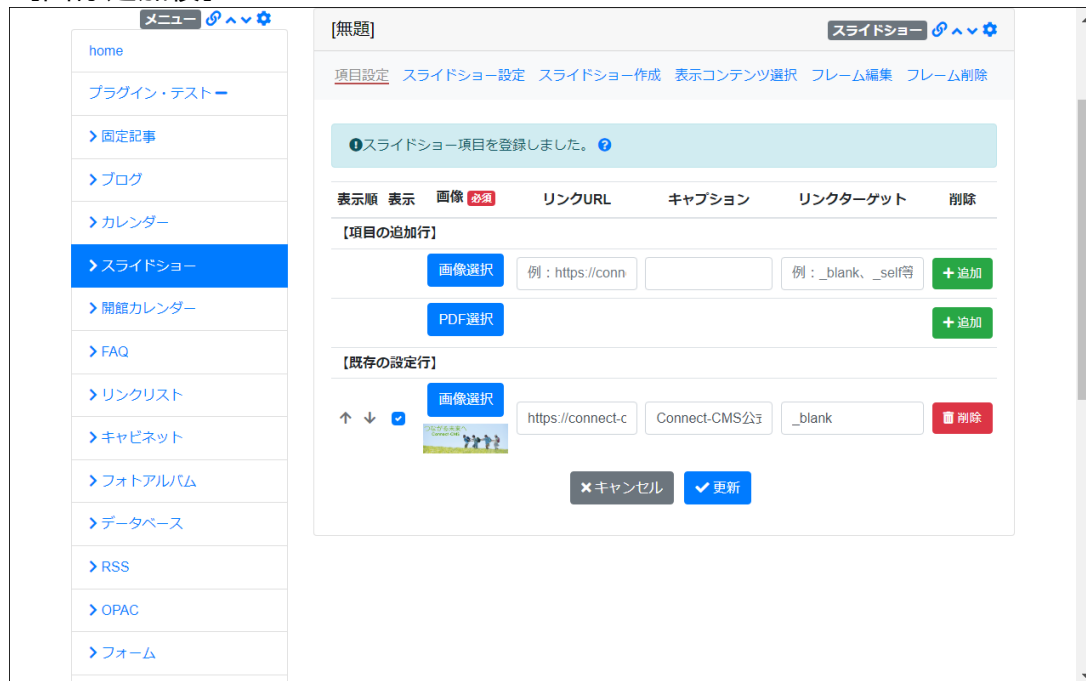 メニュー
home
プラグイン・テスト
固定記事
ブログ
カレンダー
スライドショー
開館カレンダー
FAQ
リンクリスト
キャビネット
フォトアルバム
データベース
RSS
OPAC
フォーム
[無題]
スライドショー
項目設定 スライドショー設定 スライドショー作成 表示コンテンツ選択 フレーム編集 フレーム削除
スライドショー項目を登録しました。
表示順 表示 画像 必須 リンクURL キャプション リンクターゲット 削除
【項目の追加行】
画像選択 例：https://conn 例：_blank、_self等 追加
PDF選択 追加
【既存の設定行】
画像選択
https://connect-c Connect-CMS公式 _blank 削除
つながる未来へ
Connect-CMS
キャンセル 更新